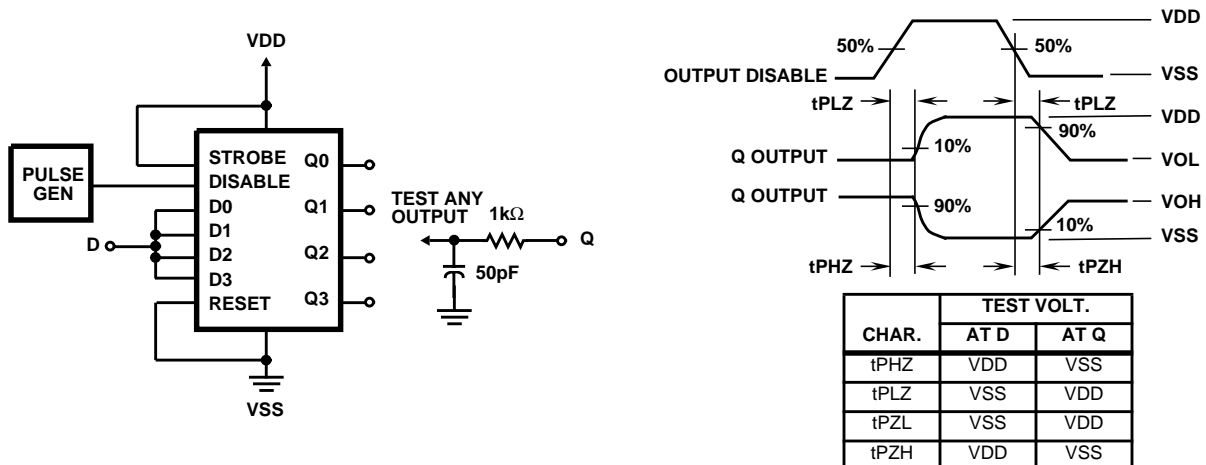 VDD
PULSE
GEN
STROBE
DISABLE
D0
D1
D2
D3
RESET
Q0
Q1
Q2
Q3
D
VSS
TEST ANY
OUTPUT
1kΩ
Q
50pF
VDD
50%
50%
OUTPUT DISABLE
VSS
tPLZ
tPLZ
VDD
10%
90%
Q OUTPUT
VOL
Q OUTPUT
VOH
90%
10%
VSS
tPHZ
tPZH
TEST VOLT.
CHAR. AT D AT Q
tPHZ VDD VSS
tPLZ VSS VDD
tPZL VSS VDD
tPZH VDD VSS